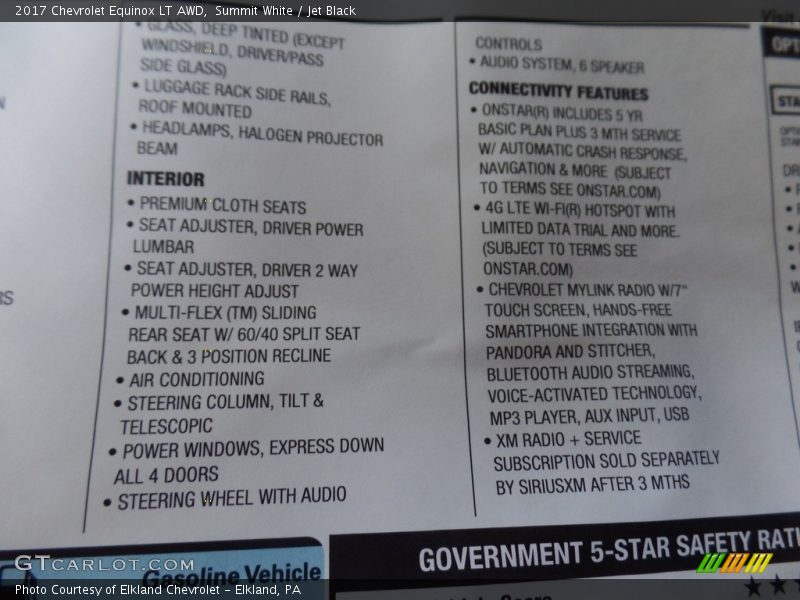 2017 Chevrolet Equinox LT AWD, Summit White / Jet Black
• GLASS, DEEP TINTED (EXCEPT
WINDSHIELD, DRIVER/PASS
SIDE GLASS)
• LUGGAGE RACK SIDE RAILS,
ROOF MOUNTED
• HEADLAMPS, HALOGEN PROJECTOR
BEAM
INTERIOR
• PREMIUM CLOTH SEATS
• SEAT ADJUSTER, DRIVER POWER
LUMBAR
• SEAT ADJUSTER, DRIVER 2 WAY
POWER HEIGHT ADJUST
• MULTI-FLEX (TM) SLIDING
REAR SEAT W/ 60/40 SPLIT SEAT
BACK & 3 POSITION RECLINE
• AIR CONDITIONING
• STEERING COLUMN, TILT &
TELESCOPIC
• POWER WINDOWS, EXPRESS DOWN
ALL 4 DOORS
• STEERING WHEEL WITH AUDIO
CONTROLS
• AUDIO SYSTEM, 6 SPEAKER
CONNECTIVITY FEATURES
• ONSTAR(R) INCLUDES 5 YR
BASIC PLAN PLUS 3 MTH SERVICE
W/ AUTOMATIC CRASH RESPONSE,
NAVIGATION & MORE (SUBJECT
TO TERMS SEE ONSTAR.COM)
• 4G LTE WI-FI(R) HOTSPOT WITH
LIMITED DATA TRIAL AND MORE.
(SUBJECT TO TERMS SEE
ONSTAR.COM)
• CHEVROLET MYLINK RADIO W/7"
TOUCH SCREEN, HANDS-FREE
SMARTPHONE INTEGRATION WITH
PANDORA AND STITCHER,
BLUETOOTH AUDIO STREAMING,
VOICE-ACTIVATED TECHNOLOGY,
MP3 PLAYER, AUX INPUT, USB
• XM RADIO + SERVICE
SUBSCRIPTION SOLD SEPARATELY
BY SIRIUSXM AFTER 3 MTHS
Visit
OPT
STA
GOVERNMENT 5-STAR SAFETY RATI
Gasoline Vehicle
GTCARLOT.COM
Photo Courtesy of Elkland Chevrolet - Elkland, PA